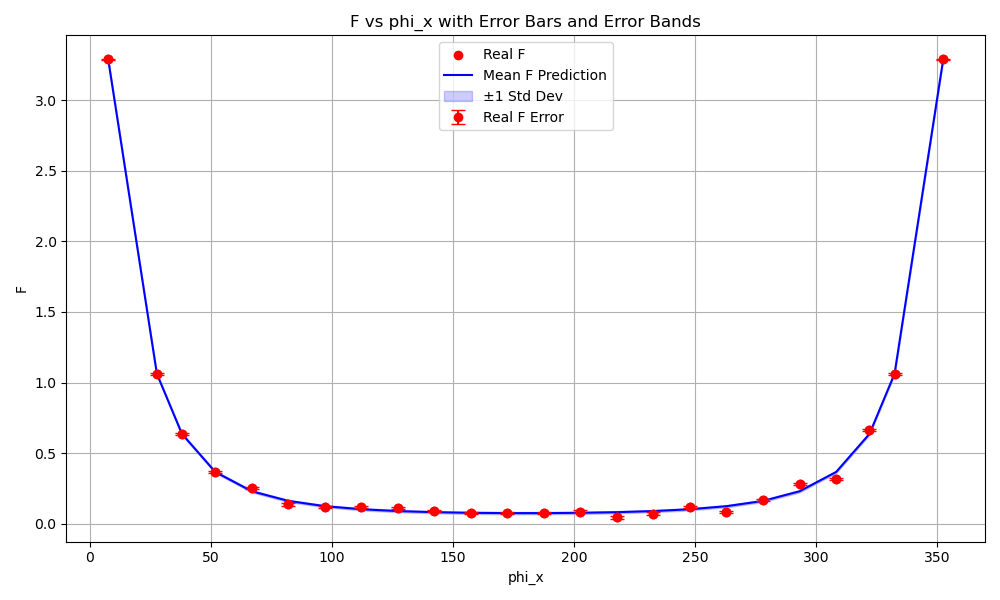 F vs phi_x with Error Bars and Error Bands
Real F
Mean F Prediction
±1 Std Dev
Real F Error
3.0
2.5
2.0
1.5
1.0
0.5
0.0
F
0 50 100 150 200 250 300 350
phi_x